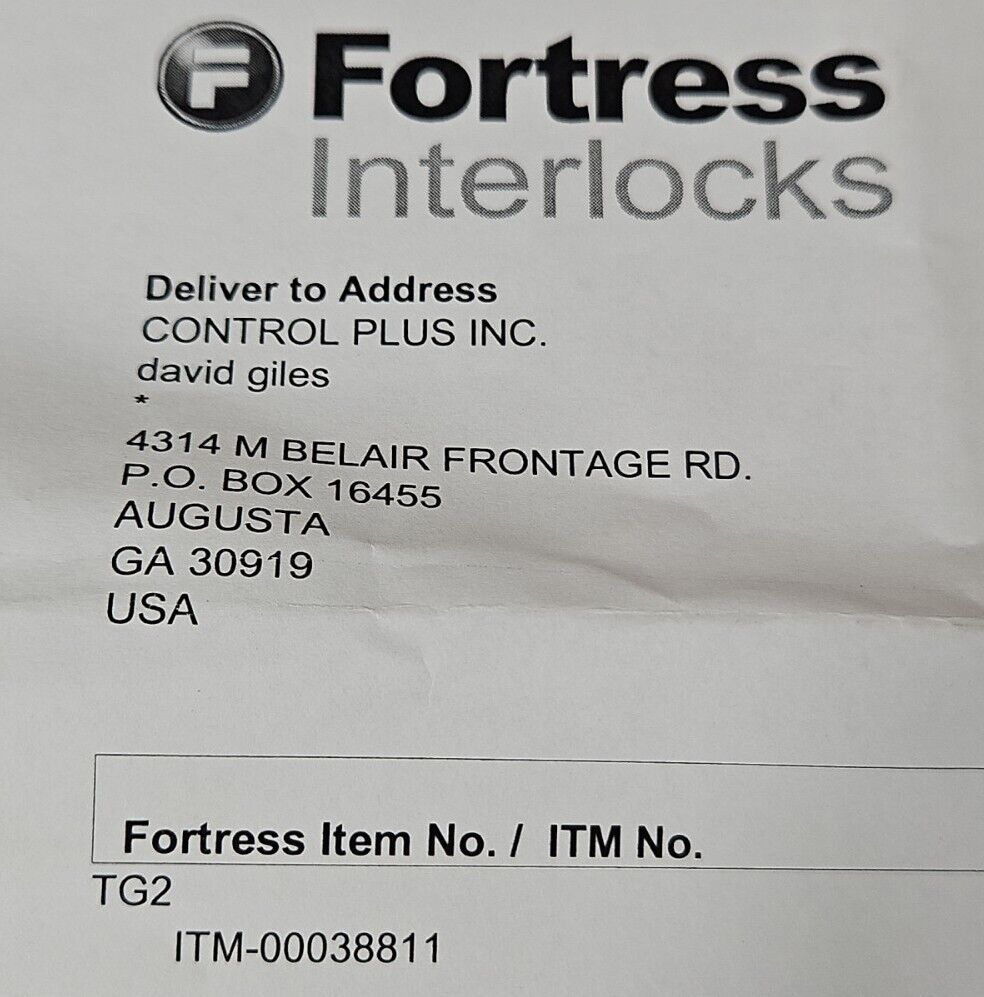 F Fortress
Interlocks
Deliver to Address
CONTROL PLUS INC.
david giles
*
4314 M BELAIR FRONTAGE RD.
P.O. BOX 16455
AUGUSTA
GA 30919
USA
Fortress Item No. / ITM No.
TG2
ITM-00038811